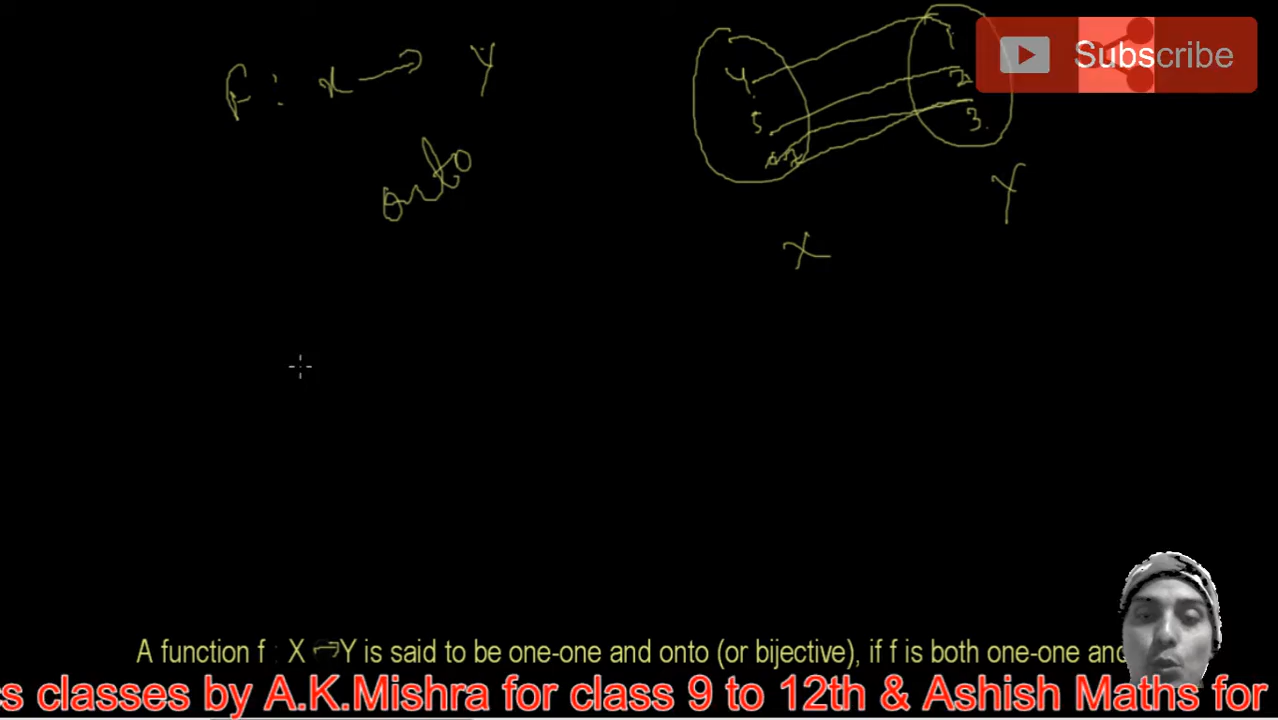 F : x → Y
onto
4
5
1
2
3
X
Y
Subscribe
A function f : X Y is said to be one-one and onto (or bijective), if f is both one-one and
s classes by A.K.Mishra for class 9 to 12th & Ashish Maths for